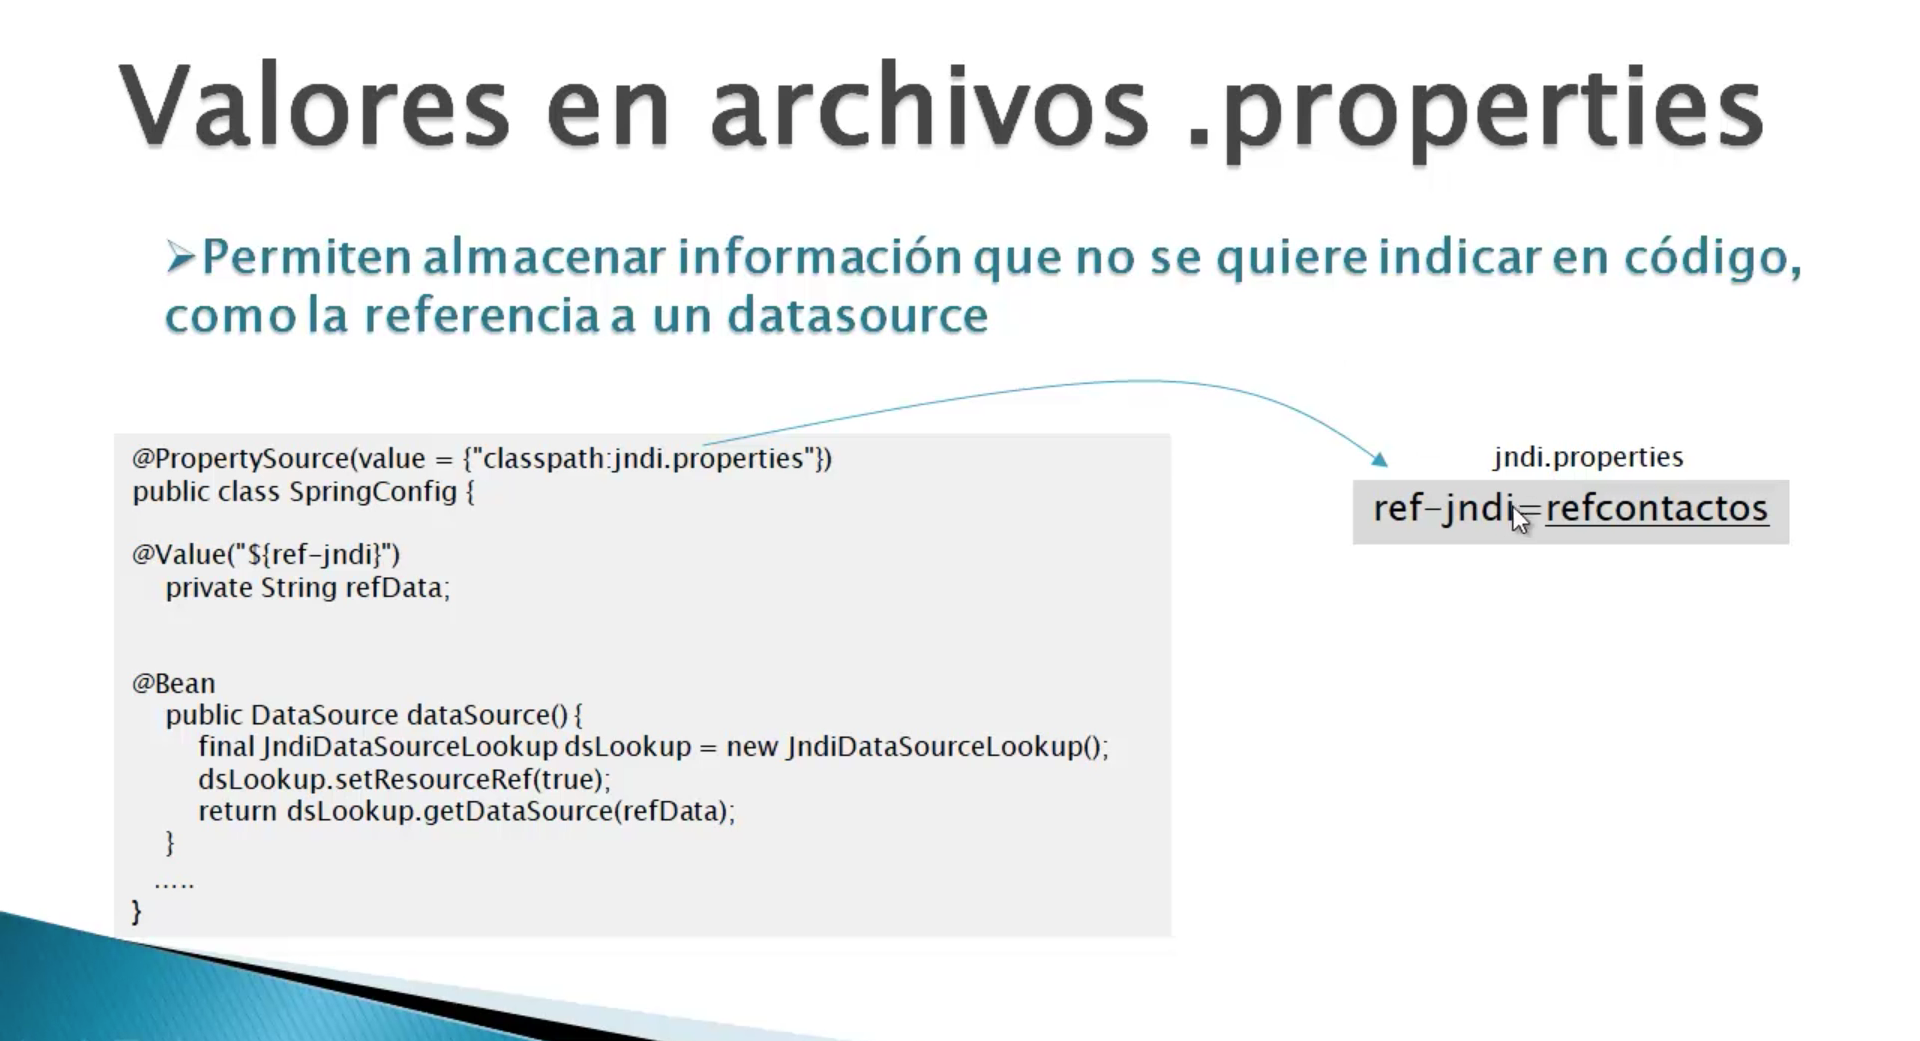 Valores en archivos .properties
➢Permiten almacenar información que no se quiere indicar en código,
como la referencia a un datasource
@PropertySource(value = {"classpath:jndi.properties"})
public class SpringConfig {
@Value("${ref-jndi}")
private String refData;
@Bean
public DataSource dataSource() {
final JndiDataSourceLookup dsLookup = new JndiDataSourceLookup();
dsLookup.setResourceRef(true);
return dsLookup.getDataSource(refData);
}
.....
}
jndi.properties
ref-jndi=refcontactos